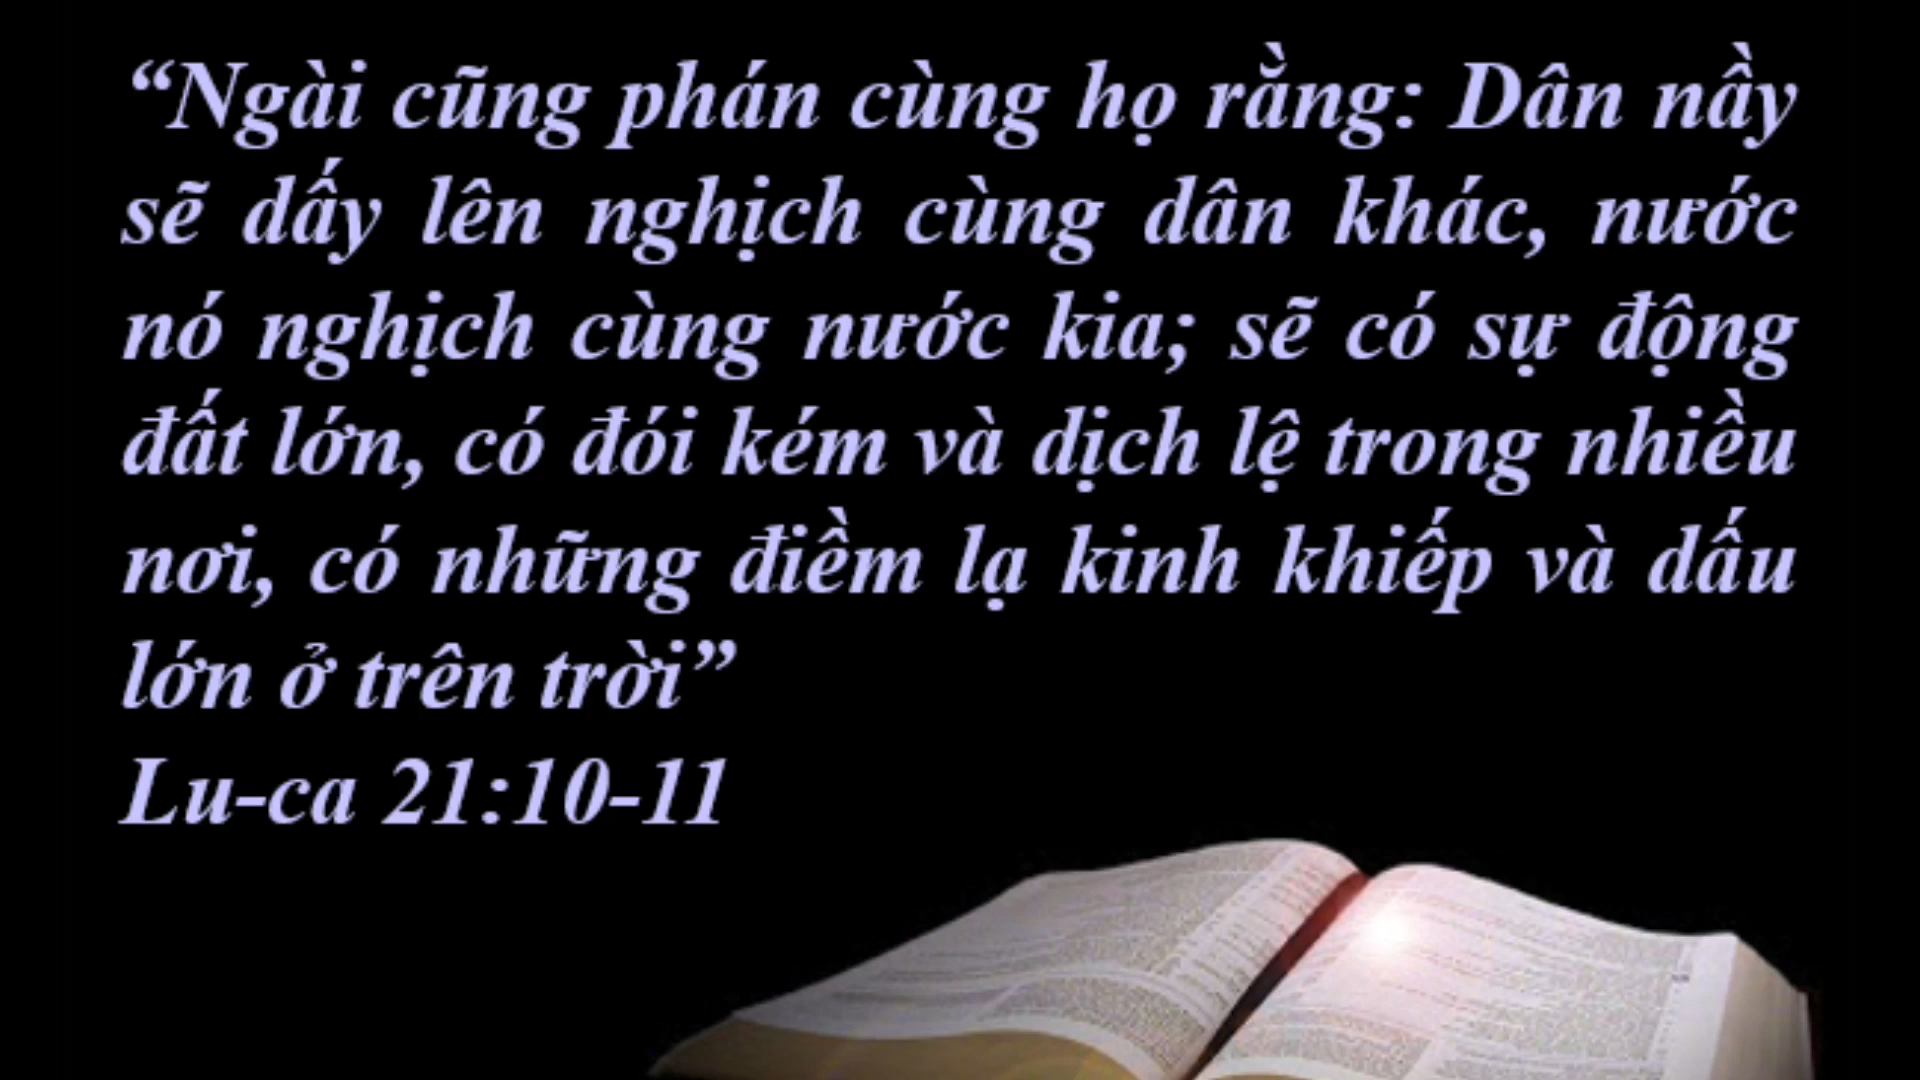 “Ngài cũng phán cùng họ rằng: Dân nầy
sẽ dấy lên nghịch cùng dân khác, nước
nó nghịch cùng nước kia; sẽ có sự động
đất lớn, có đói kém và dịch lệ trong nhiều
nơi, có những điềm lạ kinh khiếp và dấu
lớn ở trên trời”
Lu-ca 21:10-11